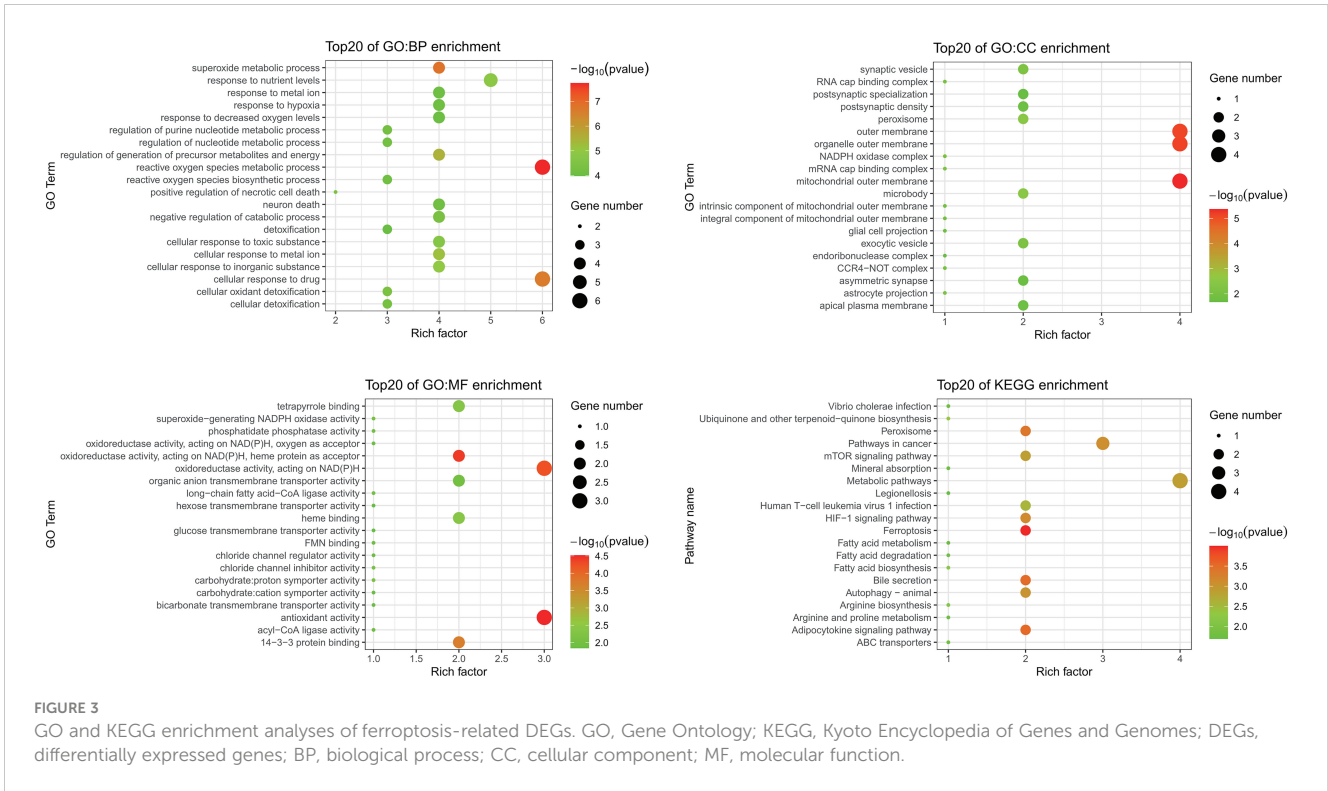 Top20 of GO:BP enrichment
GO Term
superoxide metabolic process
response to nutrient levels
response to metal ion
response to hypoxia
response to decreased oxygen levels
regulation of purine nucleotide metabolic process
regulation of nucleotide metabolic process
regulation of generation of precursor metabolites and energy
reactive oxygen species metabolic process
reactive oxygen species biosynthetic process
positive regulation of necrotic cell death
neuron death
negative regulation of catabolic process
detoxification
cellular response to toxic substance
cellular response to metal ion
cellular response to inorganic substance
cellular response to drug
cellular oxidant detoxification
cellular detoxification
2 3 4 5 6
Rich factor
−log10(pvalue)
7
6
5
4
Gene number
2
3
4
5
6
Top20 of GO:CC enrichment
GO Term
synaptic vesicle
RNA cap binding complex
postsynaptic specialization
postsynaptic density
peroxisome
outer membrane
organelle outer membrane
NADPH oxidase complex
mRNA cap binding complex
mitochondrial outer membrane
microbody
intrinsic component of mitochondrial outer membrane
integral component of mitochondrial outer membrane
glial cell projection
exocytic vesicle
endoribonuclease complex
CCR4−NOT complex
asymmetric synapse
astrocyte projection
apical plasma membrane
1 2 3 4
Rich factor
Gene number
1
2
3
4
−log10(pvalue)
5
4
3
2
Top20 of GO:MF enrichment
GO Term
tetrapyrrole binding
superoxide−generating NADPH oxidase activity
phosphatidate phosphatase activity
oxidoreductase activity, acting on NAD(P)H, oxygen as acceptor
oxidoreductase activity, acting on NAD(P)H, heme protein as acceptor
oxidoreductase activity, acting on NAD(P)H
organic anion transmembrane transporter activity
long−chain fatty acid−CoA ligase activity
hexose transmembrane transporter activity
heme binding
glucose transmembrane transporter activity
FMN binding
chloride channel regulator activity
chloride channel inhibitor activity
carbohydrate:proton symporter activity
carbohydrate:cation symporter activity
bicarbonate transmembrane transporter activity
antioxidant activity
acyl−CoA ligase activity
14−3−3 protein binding
1.0 1.5 2.0 2.5 3.0
Rich factor
Gene number
1.0
1.5
2.0
2.5
3.0
−log10(pvalue)
4.5
4.0
3.5
3.0
2.5
2.0
Top20 of KEGG enrichment
Pathway name
Vibrio cholerae infection
Ubiquinone and other terpenoid−quinone biosynthesis
Peroxisome
Pathways in cancer
mTOR signaling pathway
Mineral absorption
Metabolic pathways
Legionellosis
Human T−cell leukemia virus 1 infection
HIF−1 signaling pathway
Ferroptosis
Fatty acid metabolism
Fatty acid degradation
Fatty acid biosynthesis
Bile secretion
Autophagy − animal
Arginine biosynthesis
Arginine and proline metabolism
Adipocytokine signaling pathway
ABC transporters
1 2 3 4
Rich factor
Gene number
1
2
3
4
−log10(pvalue)
3.5
3.0
2.5
2.0
FIGURE 3
GO and KEGG enrichment analyses of ferroptosis-related DEGs. GO, Gene Ontology; KEGG, Kyoto Encyclopedia of Genes and Genomes; DEGs,
differentially expressed genes; BP, biological process; CC, cellular component; MF, molecular function.